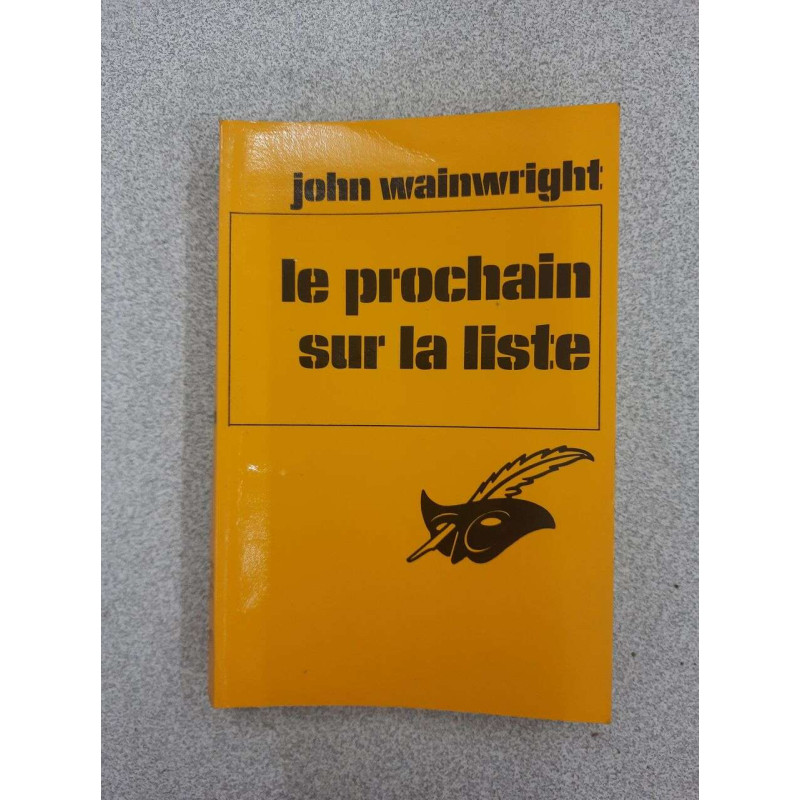 john wainwright
le prochain
sur la liste